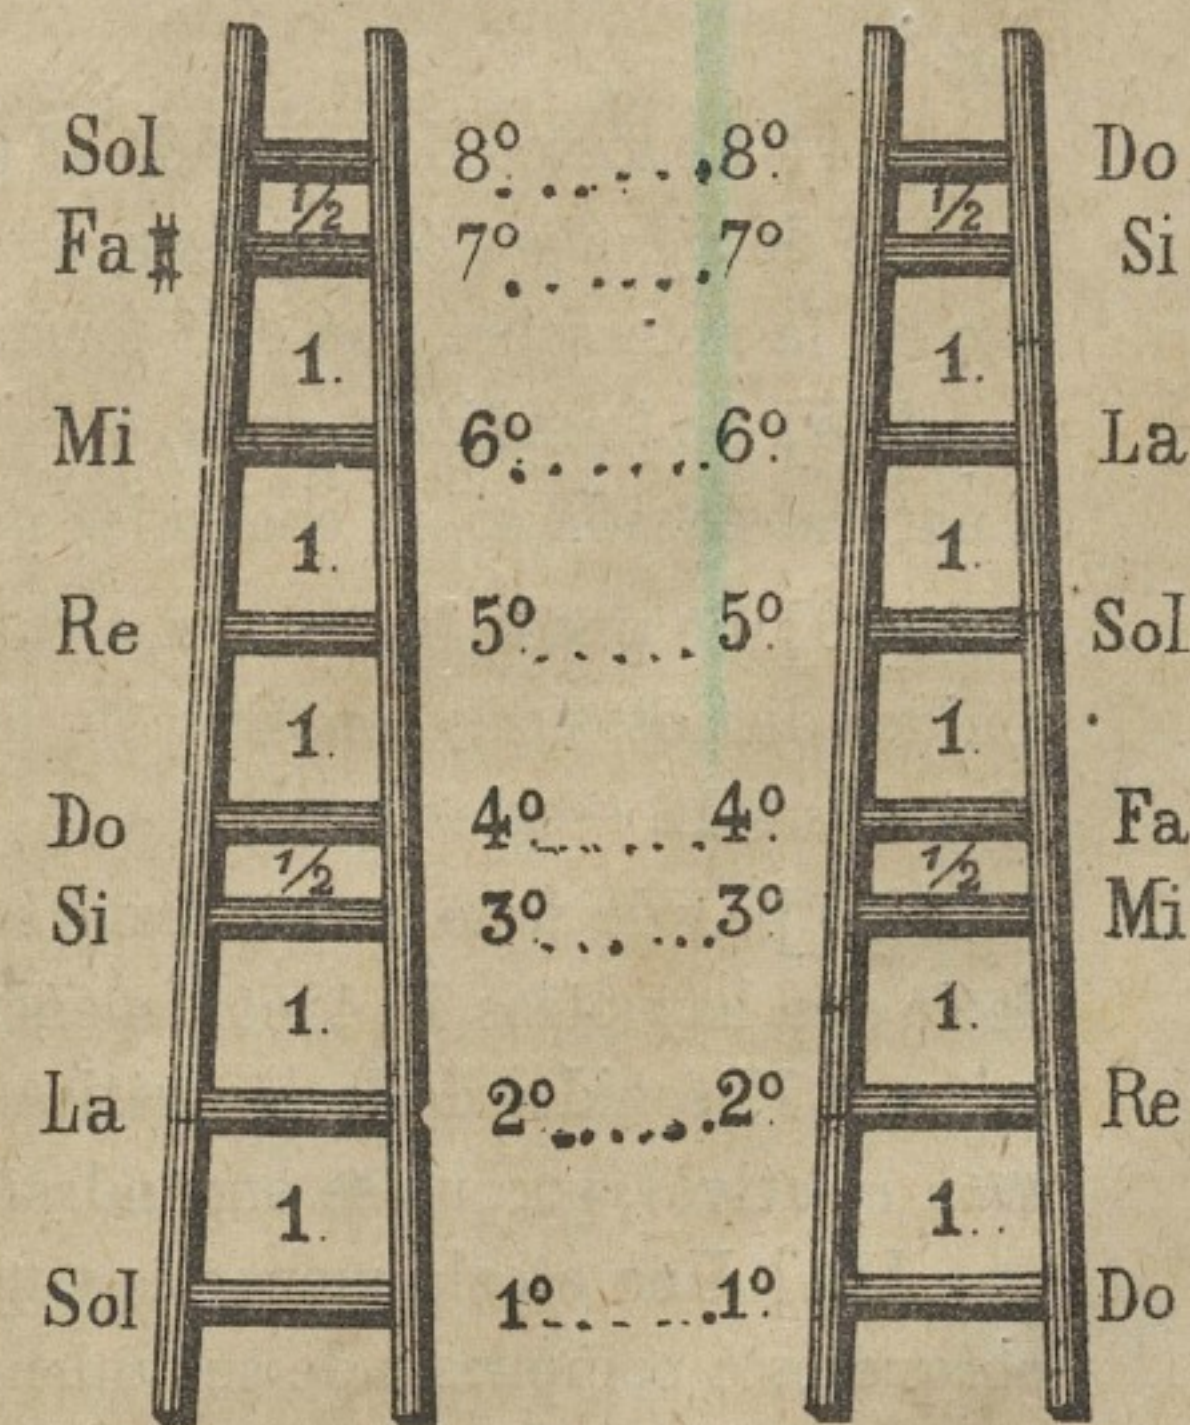 Sol 8º 8º Do
1/2 1/2
Fa # 7º 7º Si
1. 1.
Mi 6º 6º La
1. 1.
Re 5º 5º Sol
1. 1.
Do 4º 4º Fa
1/2 1/2
Si 3º 3º Mi
1. 1.
La 2º 2º Re
1. 1.
Sol 1º 1º Do